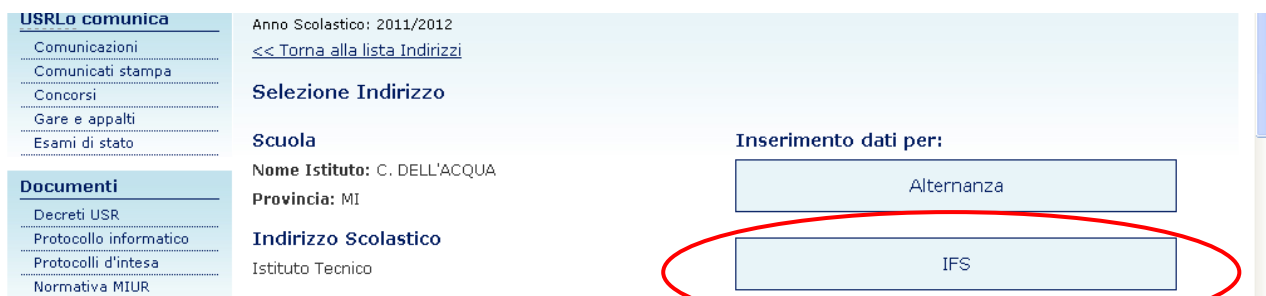 USRLo comunica
Comunicazioni
Comunicati stampa
Concorsi
Gare e appalti
Esami di stato
Documenti
Decreti USR
Protocollo informatico
Protocolli d'intesa
Normativa MIUR
Anno Scolastico: 2011/2012
<< Torna alla lista Indirizzi
Selezione Indirizzo
Scuola
Nome Istituto: C. DELL'ACQUA
Provincia: MI
Indirizzo Scolastico
Istituto Tecnico
Inserimento dati per:
Alternanza
IFS